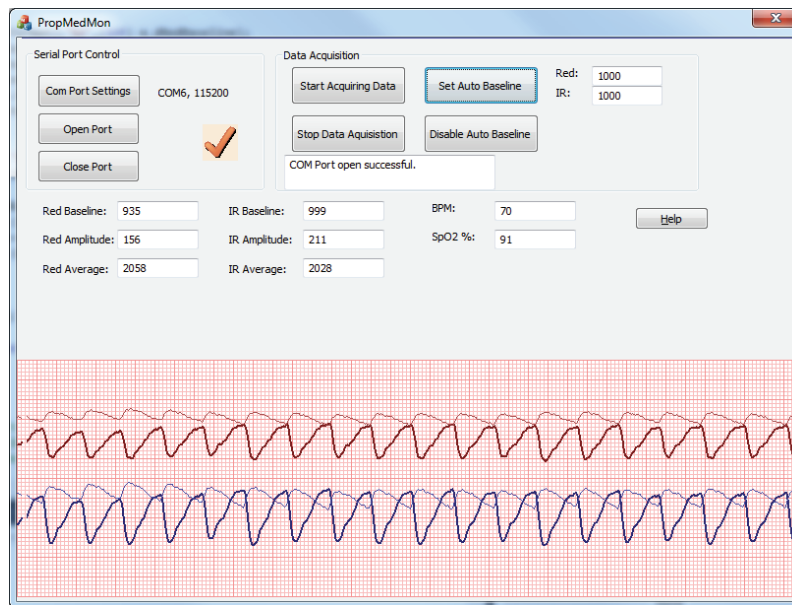 PropMedMon
Serial Port Control
Com Port Settings
COM6, 115200
Open Port
Close Port
Data Acquisition
Start Acquiring Data
Set Auto Baseline
Red: 1000
IR: 1000
Stop Data Aquisistion
Disable Auto Baseline
COM Port open successful.
Red Baseline: 935
IR Baseline: 999
BPM: 70
Help
Red Amplitude: 156
IR Amplitude: 211
SpO2 %: 91
Red Average: 2058
IR Average: 2028